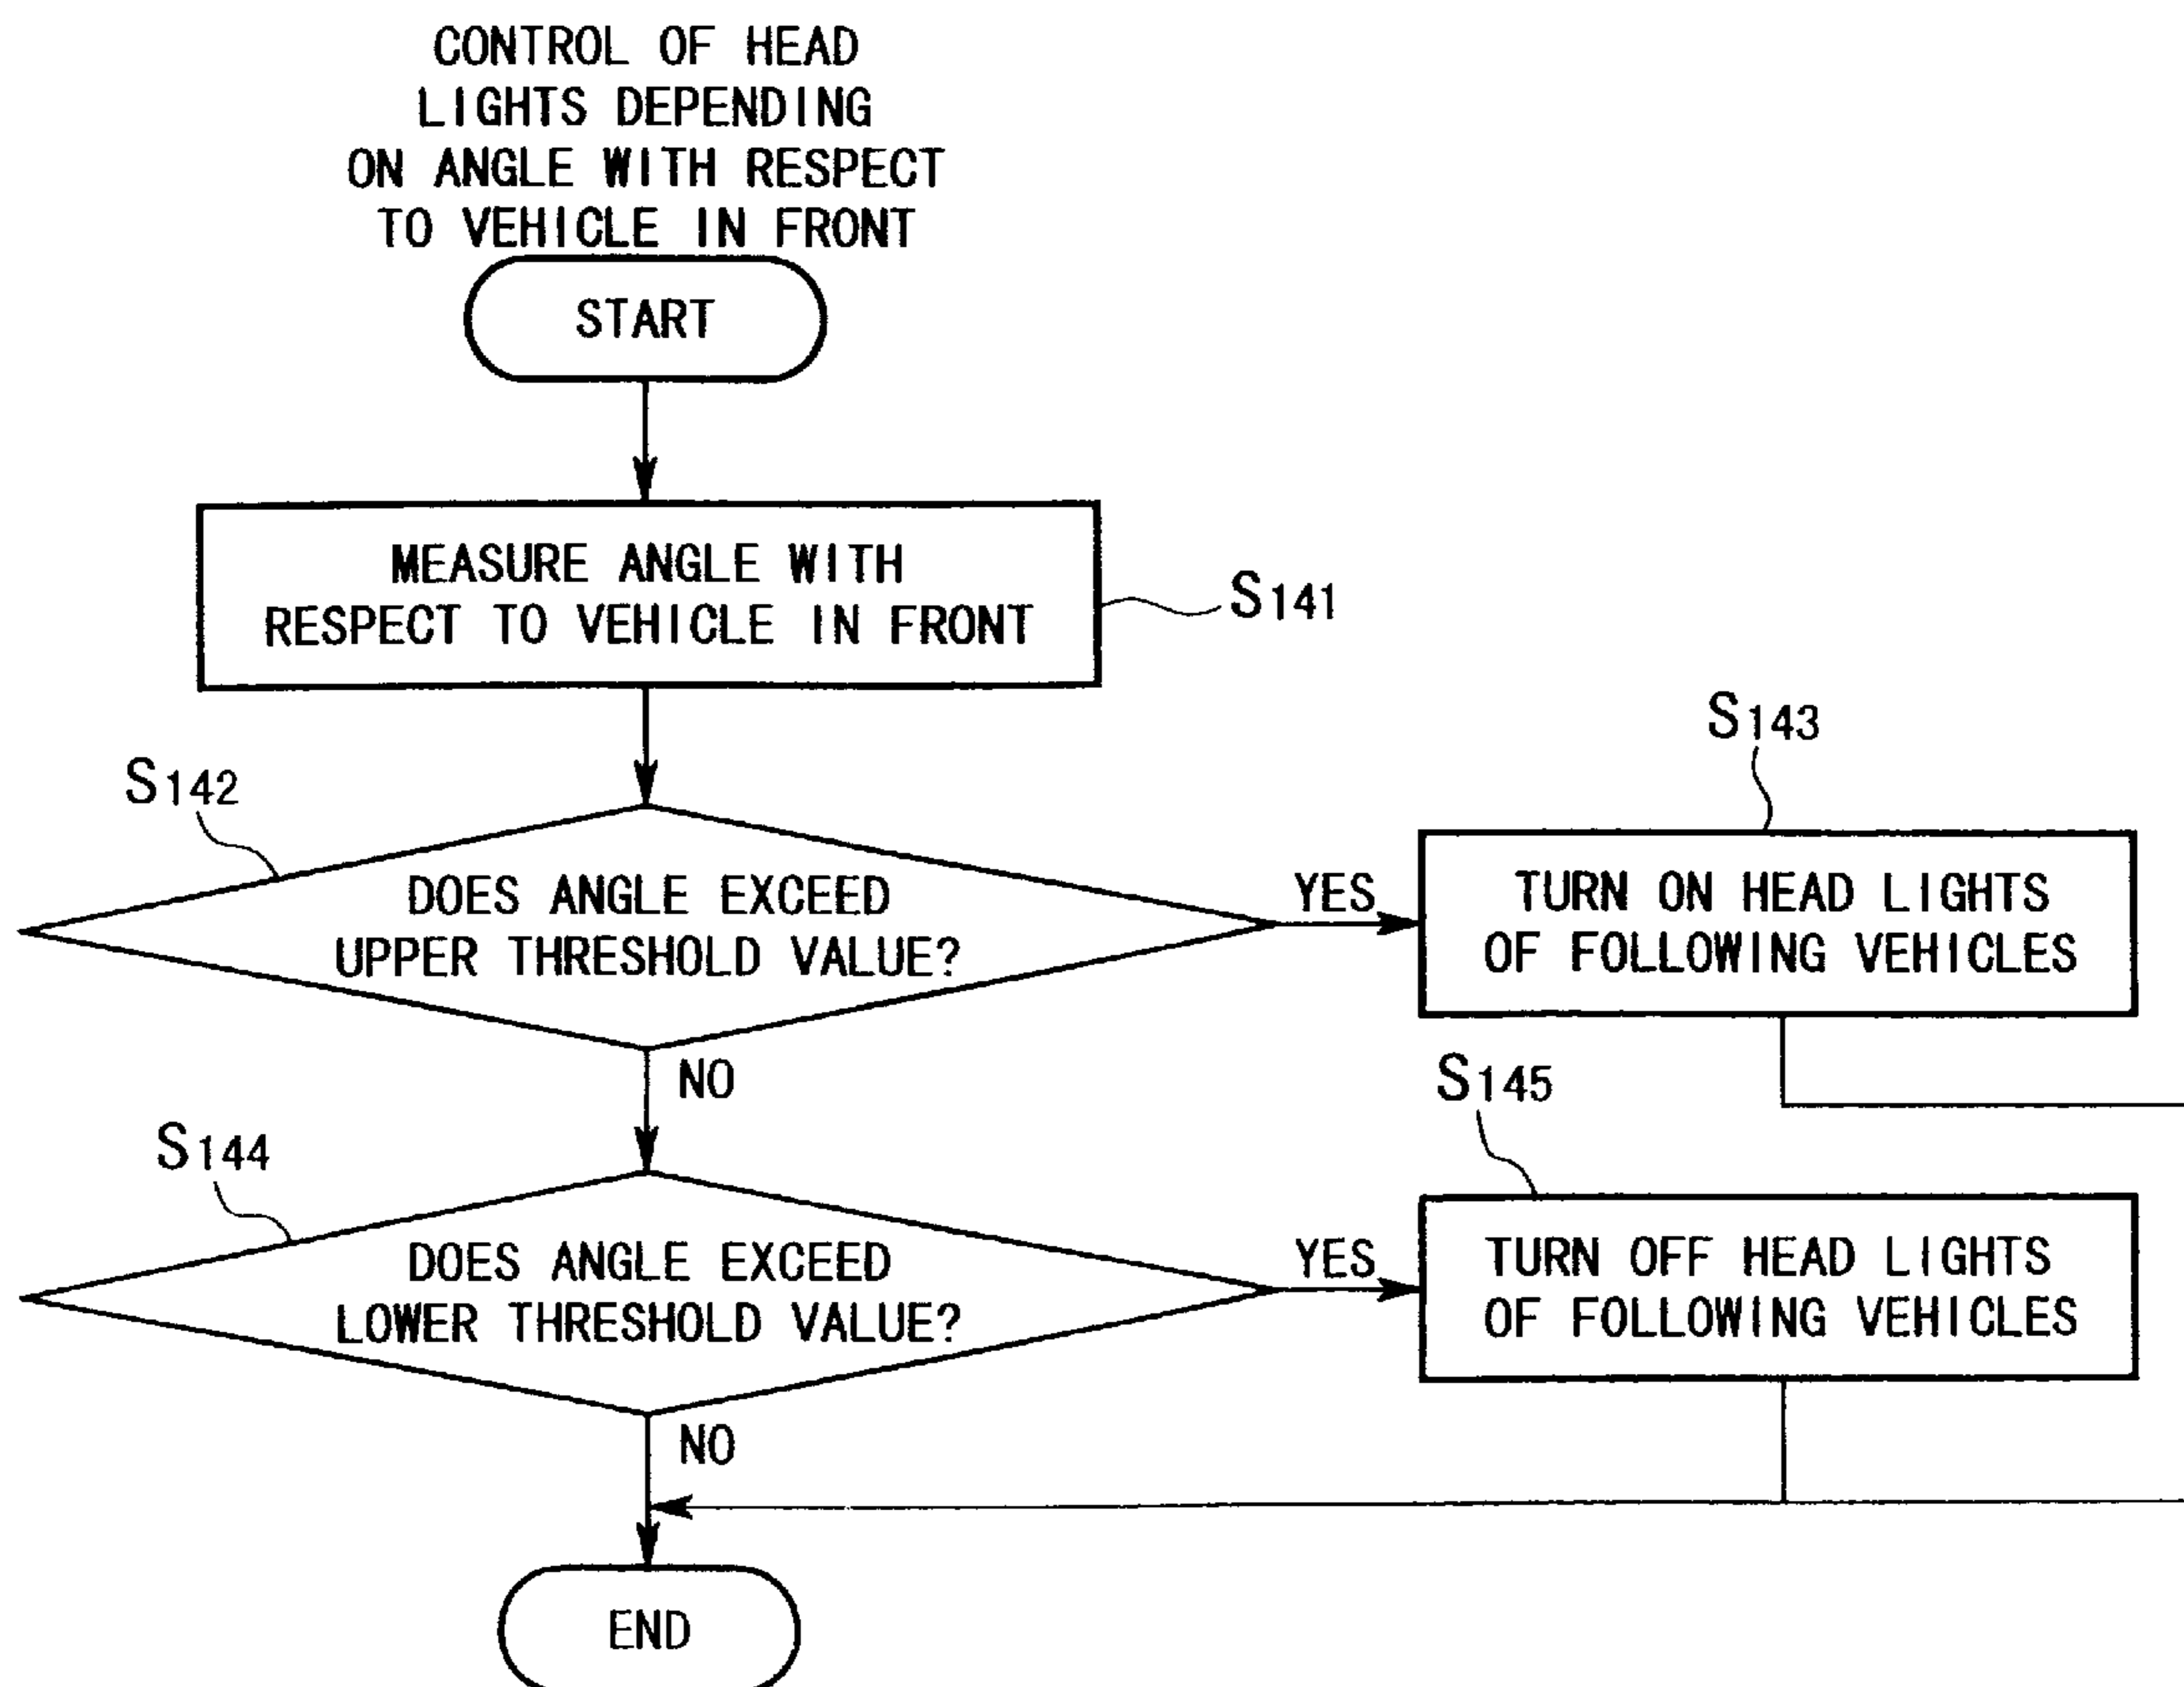 CONTROL OF HEAD
LIGHTS DEPENDING
ON ANGLE WITH RESPECT
TO VEHICLE IN FRONT
START
MEASURE ANGLE WITH
RESPECT TO VEHICLE IN FRONT
S141
S142
DOES ANGLE EXCEED
UPPER THRESHOLD VALUE?
YES
NO
S143
TURN ON HEAD LIGHTS
OF FOLLOWING VEHICLES
S144
DOES ANGLE EXCEED
LOWER THRESHOLD VALUE?
YES
NO
S145
TURN OFF HEAD LIGHTS
OF FOLLOWING VEHICLES
END